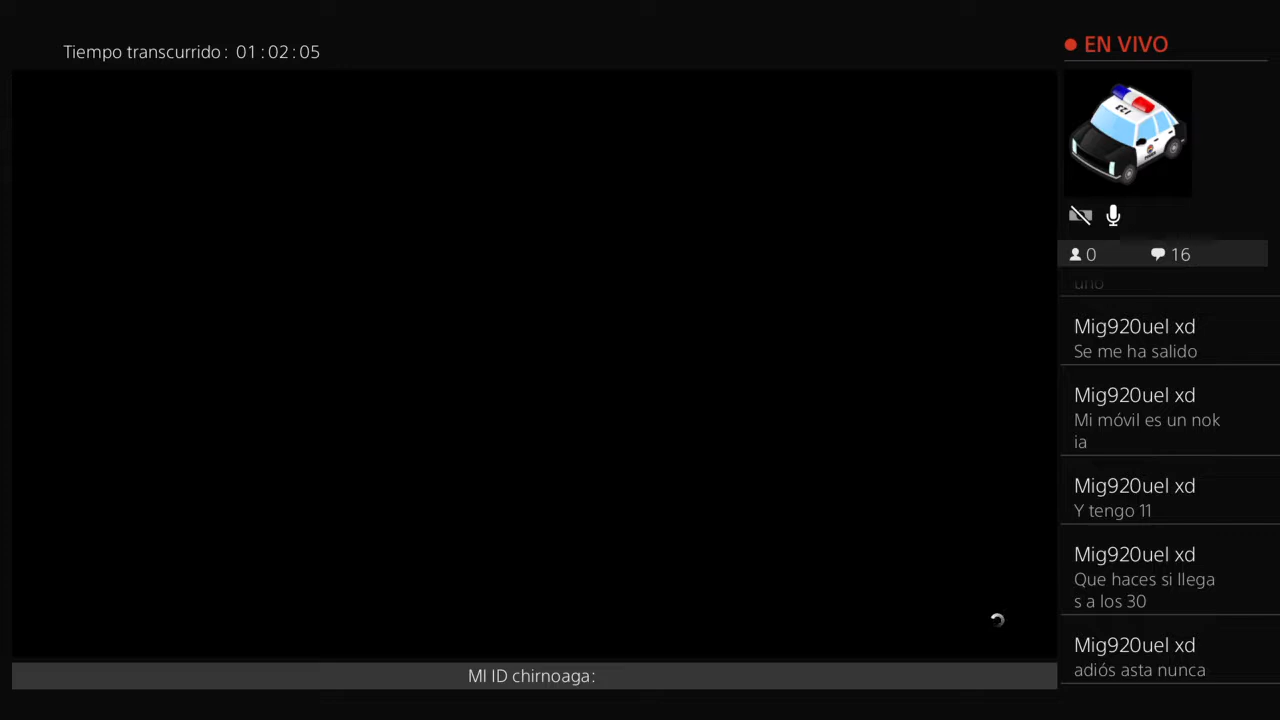 Tiempo transcurrido: 01:02:05
EN VIVO
123
0 16
uno
Mig920uel xd
Se me ha salido
Mig920uel xd
Mi móvil es un nok
ia
Mig920uel xd
Y tengo 11
Mig920uel xd
Que haces si llega
s a los 30
Mig920uel xd
adiós asta nunca
MI ID chirnoaga: